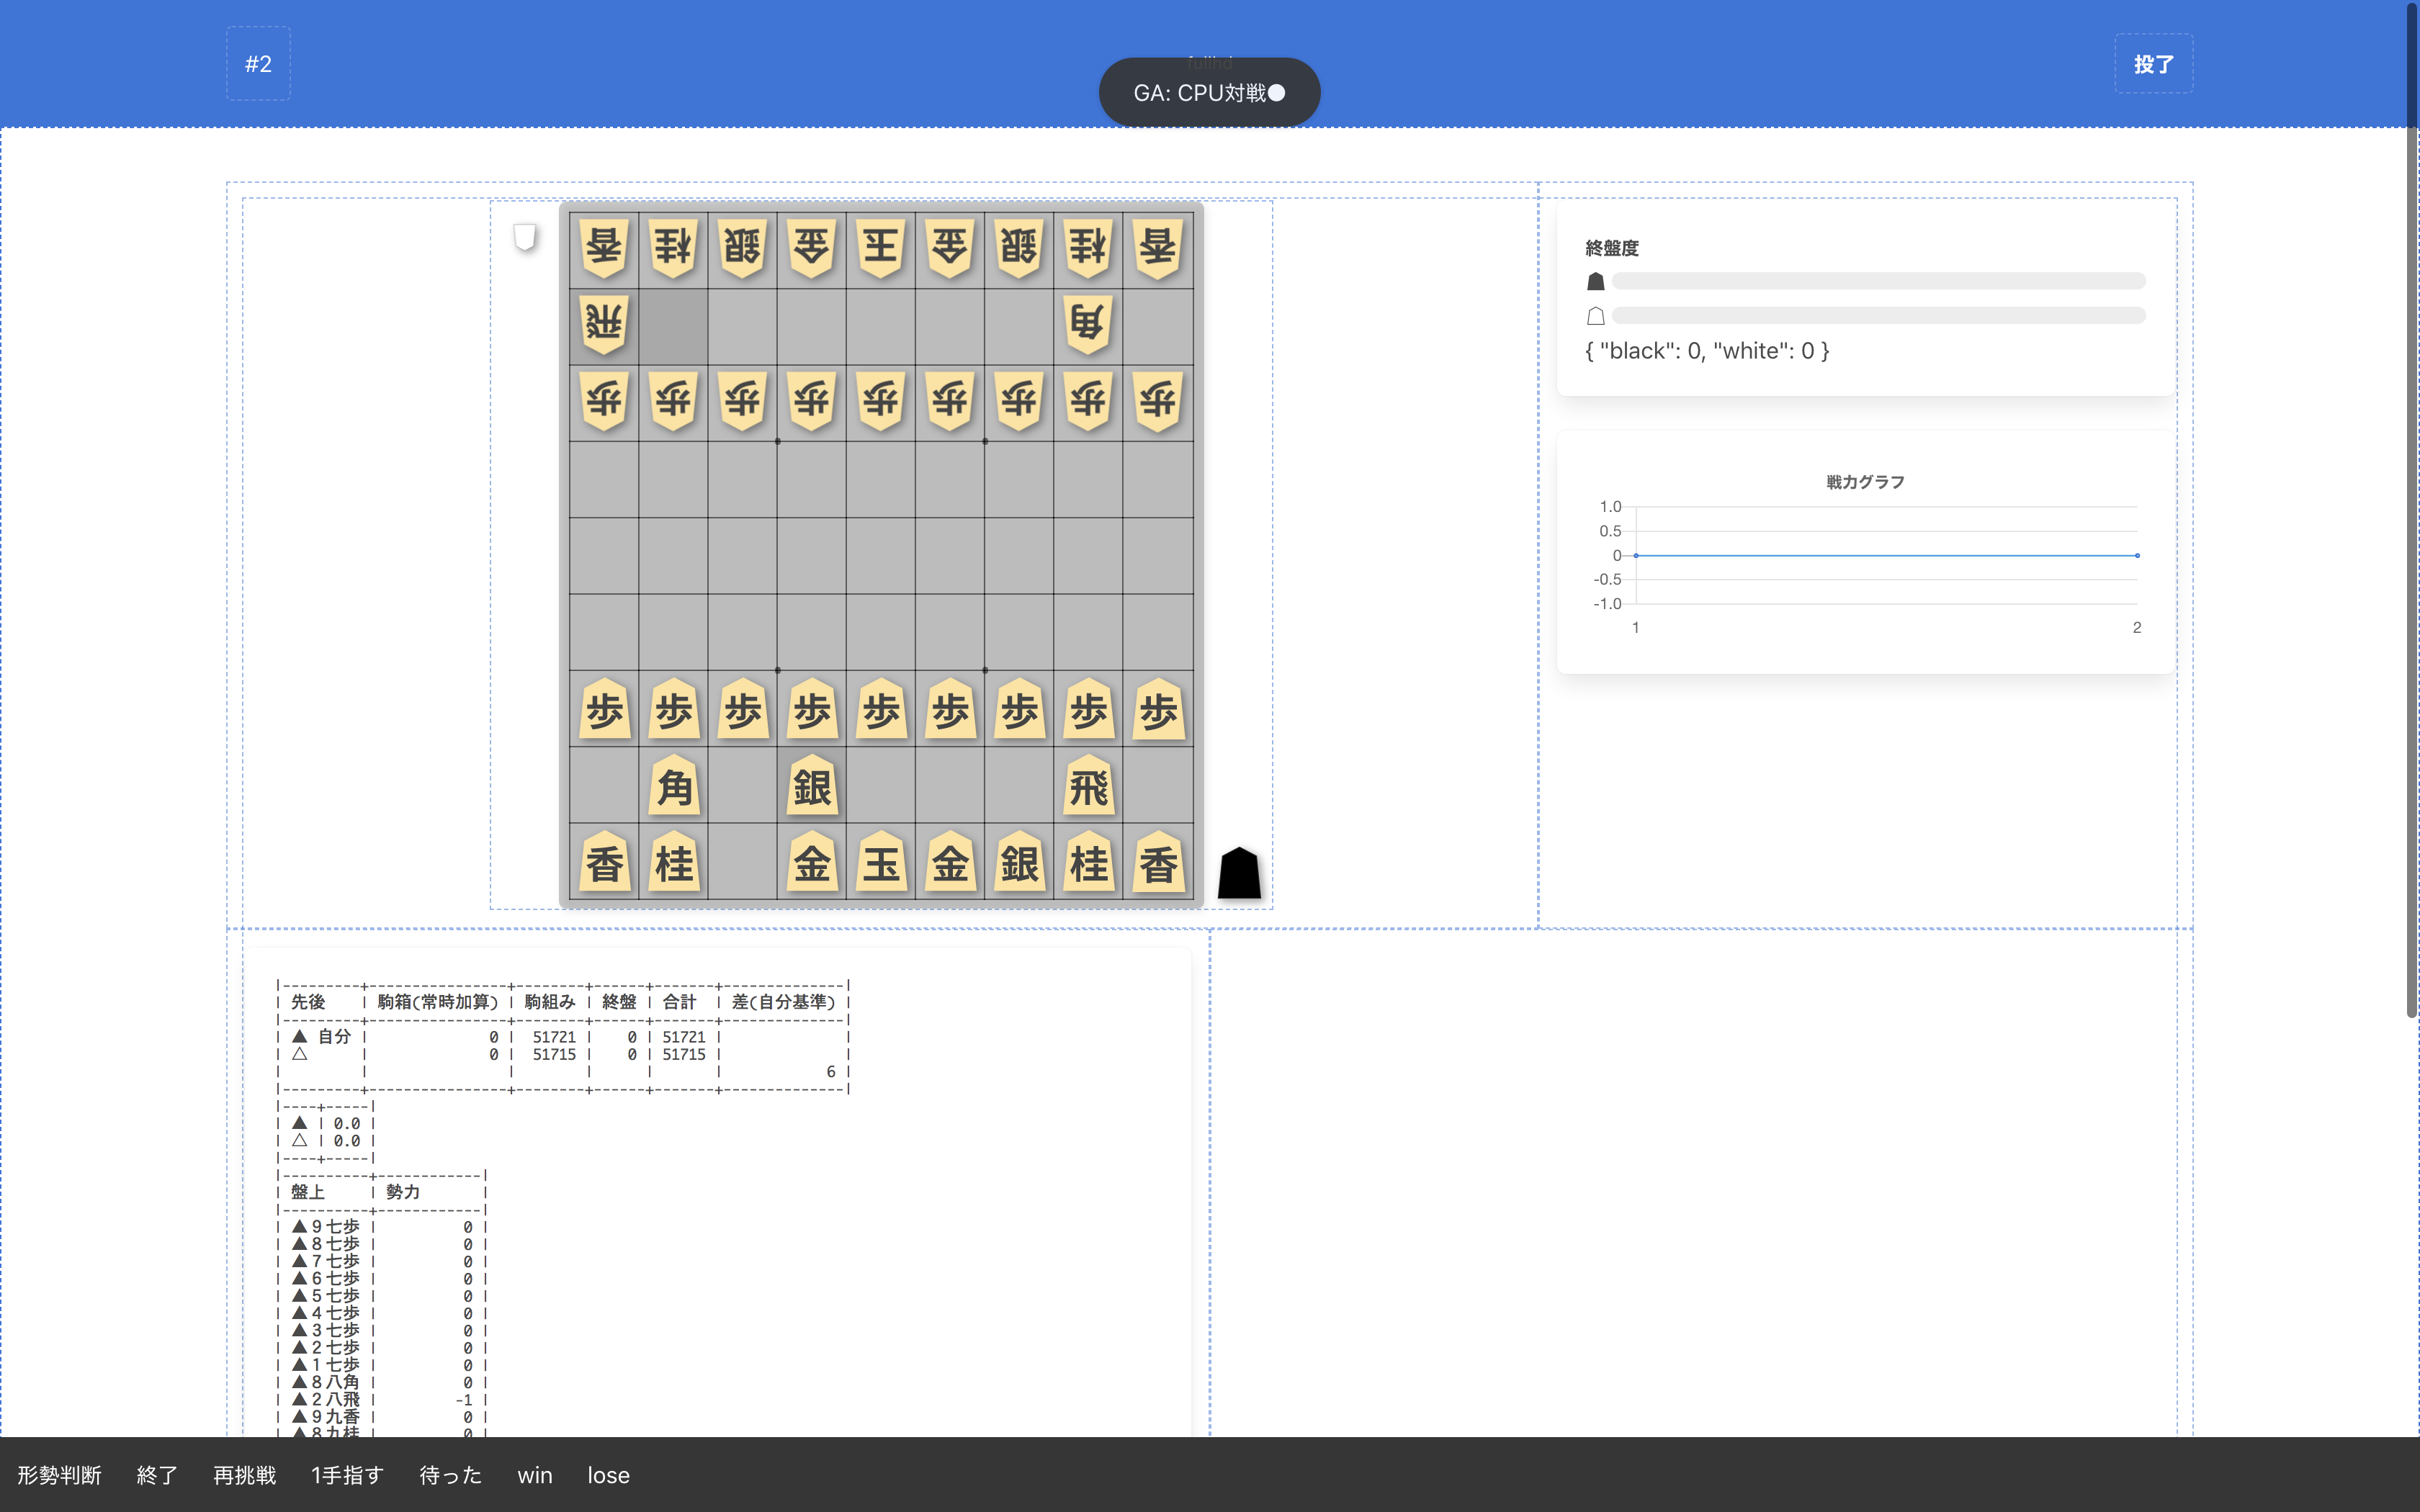 #2
fullhd
GA: CPU対戦●
投了
香桂銀金玉金銀桂香
飛角
歩歩歩歩歩歩歩歩歩
歩歩歩歩歩歩歩歩歩
角銀飛
香桂金玉金銀桂香
終盤度
{ "black": 0, "white": 0 }
戦力グラフ
1.0
0.5
0
-0.5
-1.0
1 2
|---------+----------------+--------+------+-------+--------------|
| 先後 | 駒箱(常時加算) | 駒組み | 終盤 | 合計 | 差(自分基準) |
|---------+----------------+--------+------+-------+--------------|
| ▲ 自分 | 0 | 51721 | 0 | 51721 | |
| △ | 0 | 51715 | 0 | 51715 | |
| | | | | | 6 |
|---------+----------------+--------+------+-------+--------------|
|----+-----|
| ▲ | 0.0 |
| △ | 0.0 |
|----+-----|
|----------+------------|
| 盤上 | 勢力 |
|----------+------------|
| ▲9七歩 | 0 |
| ▲8七歩 | 0 |
| ▲7七歩 | 0 |
| ▲6七歩 | 0 |
| ▲5七歩 | 0 |
| ▲4七歩 | 0 |
| ▲3七歩 | 0 |
| ▲2七歩 | 0 |
| ▲1七歩 | 0 |
| ▲8八角 | 0 |
| ▲2八飛 | -1 |
| ▲9九香 | 0 |
| ▲8九桂 | 0 |
形勢判断 終了 再挑戦 1手指す 待った win lose